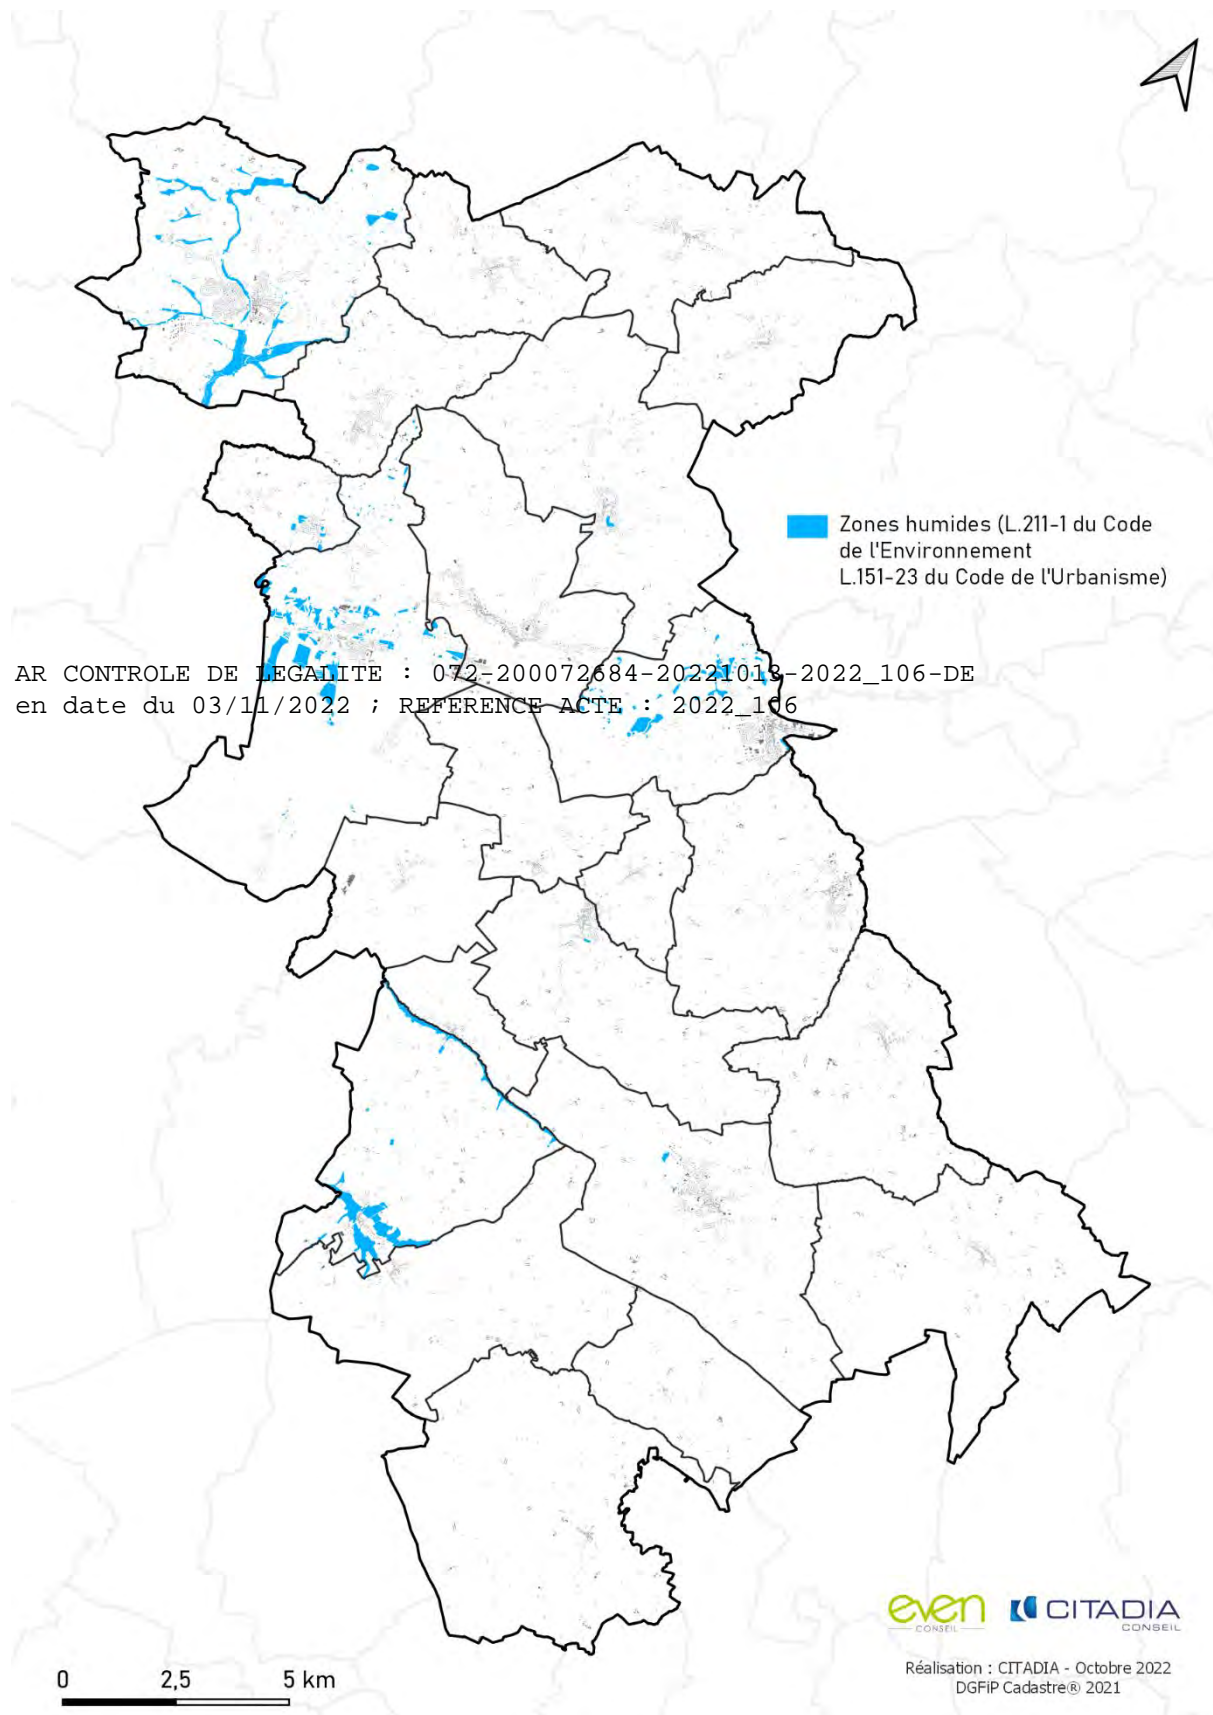 Zones humides (L.211-1 du Code
de l'Environnement
L.151-23 du Code de l'Urbanisme)
AR CONTROLE DE LEGALITE : 072-200072684-20221013-2022_106-DE
en date du 03/11/2022 ; REFERENCE ACTE : 2022_106
even
CONSEIL
CITADIA
CONSEIL
Réalisation : CITADIA - Octobre 2022
DGFiP Cadastre® 2021
0 2,5 5 km